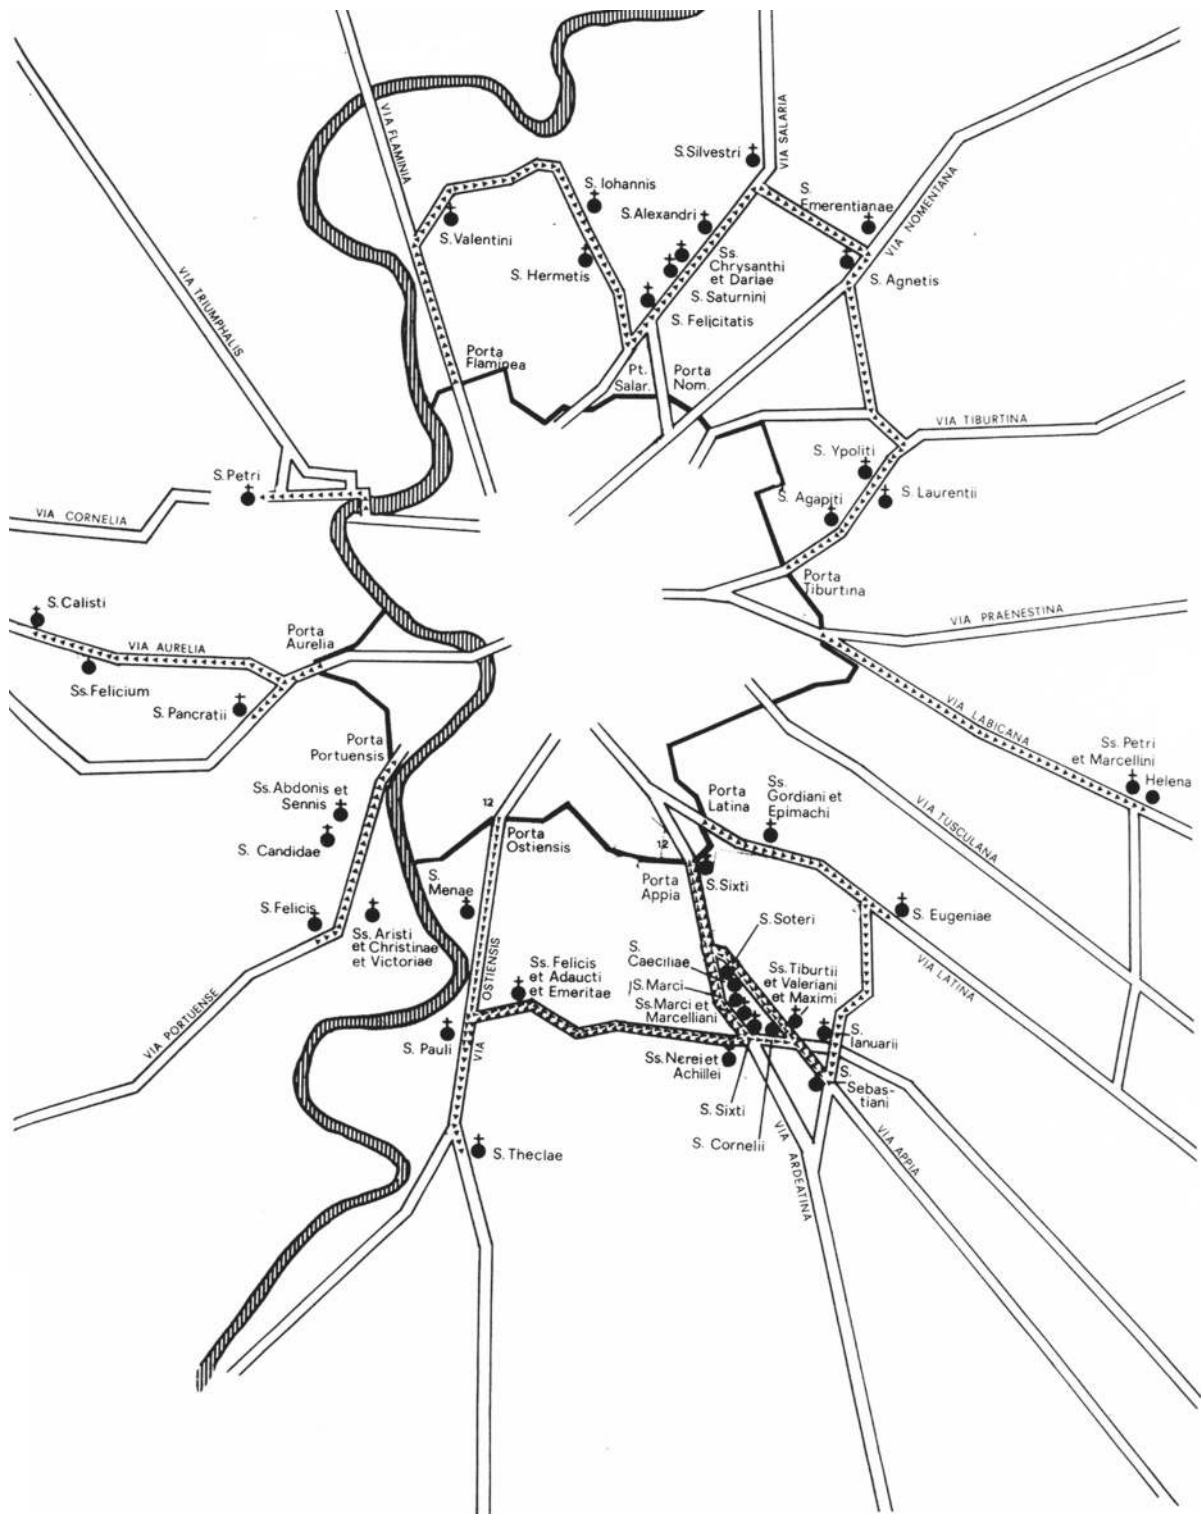 VIA FLAMINIA
VIA SALARIA
S. Silvestri
S. Iohannis
S. Alexandri
S.
Emerentianae
VIA NOMENTANA
S. Valentini
S. Hermetis
Ss.
Chrysanthi
et Dariae
S. Agnetis
S. Saturnini
S. Felicitatis
VIA TRIUMPHALIS
Porta
Flaminea
Pt.
Salar.
Porta
Nom.
VIA TIBURTINA
S. Petri
S. Ypoliti
S. Agapiti
S. Laurentii
VIA CORNELIA
Porta
Tiburtina
S. Calisti
VIA PRAENESTINA
VIA AURELIA
Porta
Aurelia
Ss. Felicium
S. Pancratii
VIA LABICANA
Porta
Portuensis
Ss. Petri
et Marcellini
Helena
Ss. Abdonis et
Sennis
S. Candidae
12
Porta
Ostiensis
Porta
Latina
Ss.
Gordiani et
Epimachi
VIA TUSCULANA
12
Porta
Appia
S. Sixti
S.
Menae
S. Felicis
Ss. Aristi
et Christinae
et Victoriae
S. Soteri
S. Eugeniae
S.
Caeciliae
S. Marci
Ss. Marci et
Marcelliani
Ss. Tiburtii
et Valeriani
et Maximi
Ss. Felicis
et Adaucti
et Emeritae
VIA OSTIENSIS
VIA LATINA
VIA PORTUENSE
S. Pauli
Ss. Nerei et
Achillei
S.
Ianuarii
S.
Sebas-
tiani
S. Sixti
S. Cornelii
VIA ARDEATINA
VIA APPIA
S. Theclae